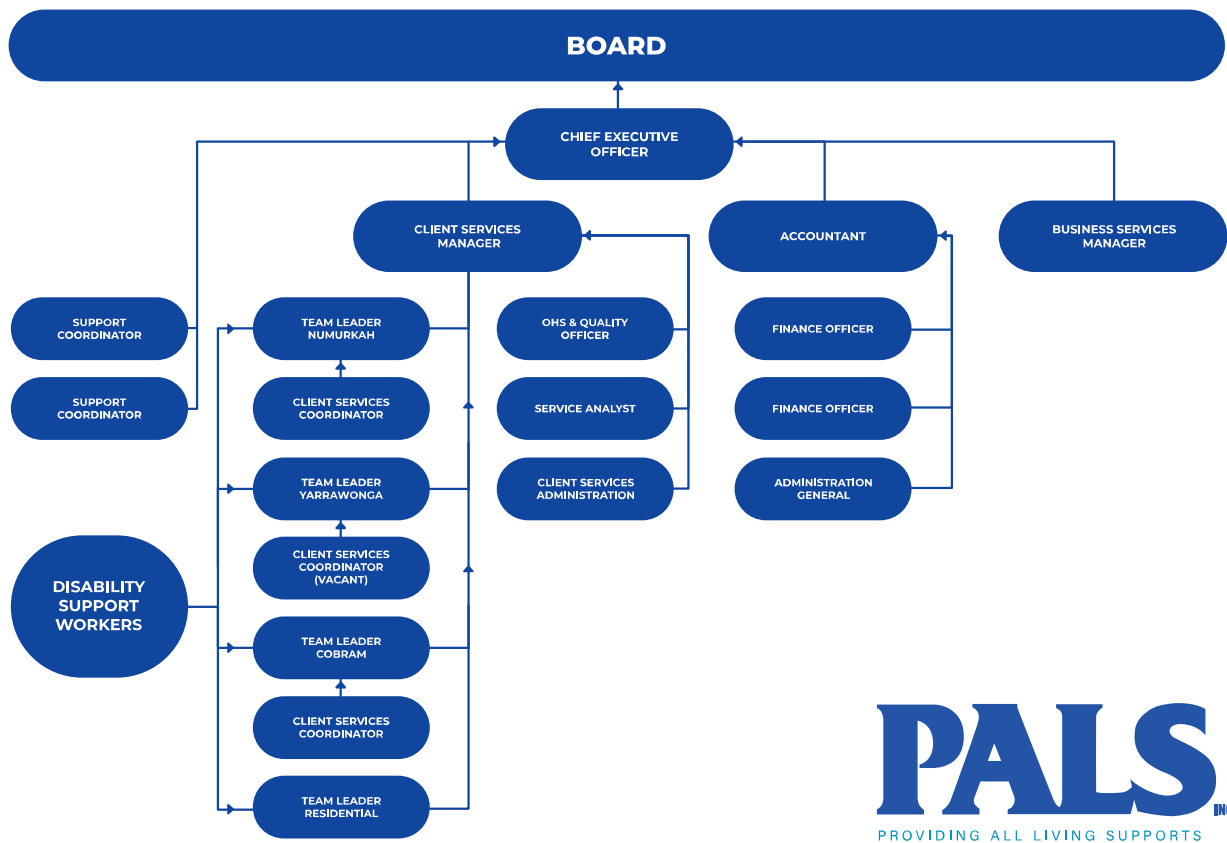 BOARD
CHIEF EXECUTIVE
OFFICER
CLIENT SERVICES
MANAGER
ACCOUNTANT
BUSINESS SERVICES
MANAGER
SUPPORT
COORDINATOR
TEAM LEADER
NUMURKAH
OHS & QUALITY
OFFICER
FINANCE OFFICER
SUPPORT
COORDINATOR
CLIENT SERVICES
COORDINATOR
SERVICE ANALYST
FINANCE OFFICER
TEAM LEADER
YARRAWONGA
CLIENT SERVICES
ADMINISTRATION
ADMINISTRATION
GENERAL
CLIENT SERVICES
COORDINATOR
(VACANT)
DISABILITY
SUPPORT
WORKERS
TEAM LEADER
COBRAM
CLIENT SERVICES
COORDINATOR
TEAM LEADER
RESIDENTIAL
PALS
PROVIDING ALL LIVING SUPPORTS